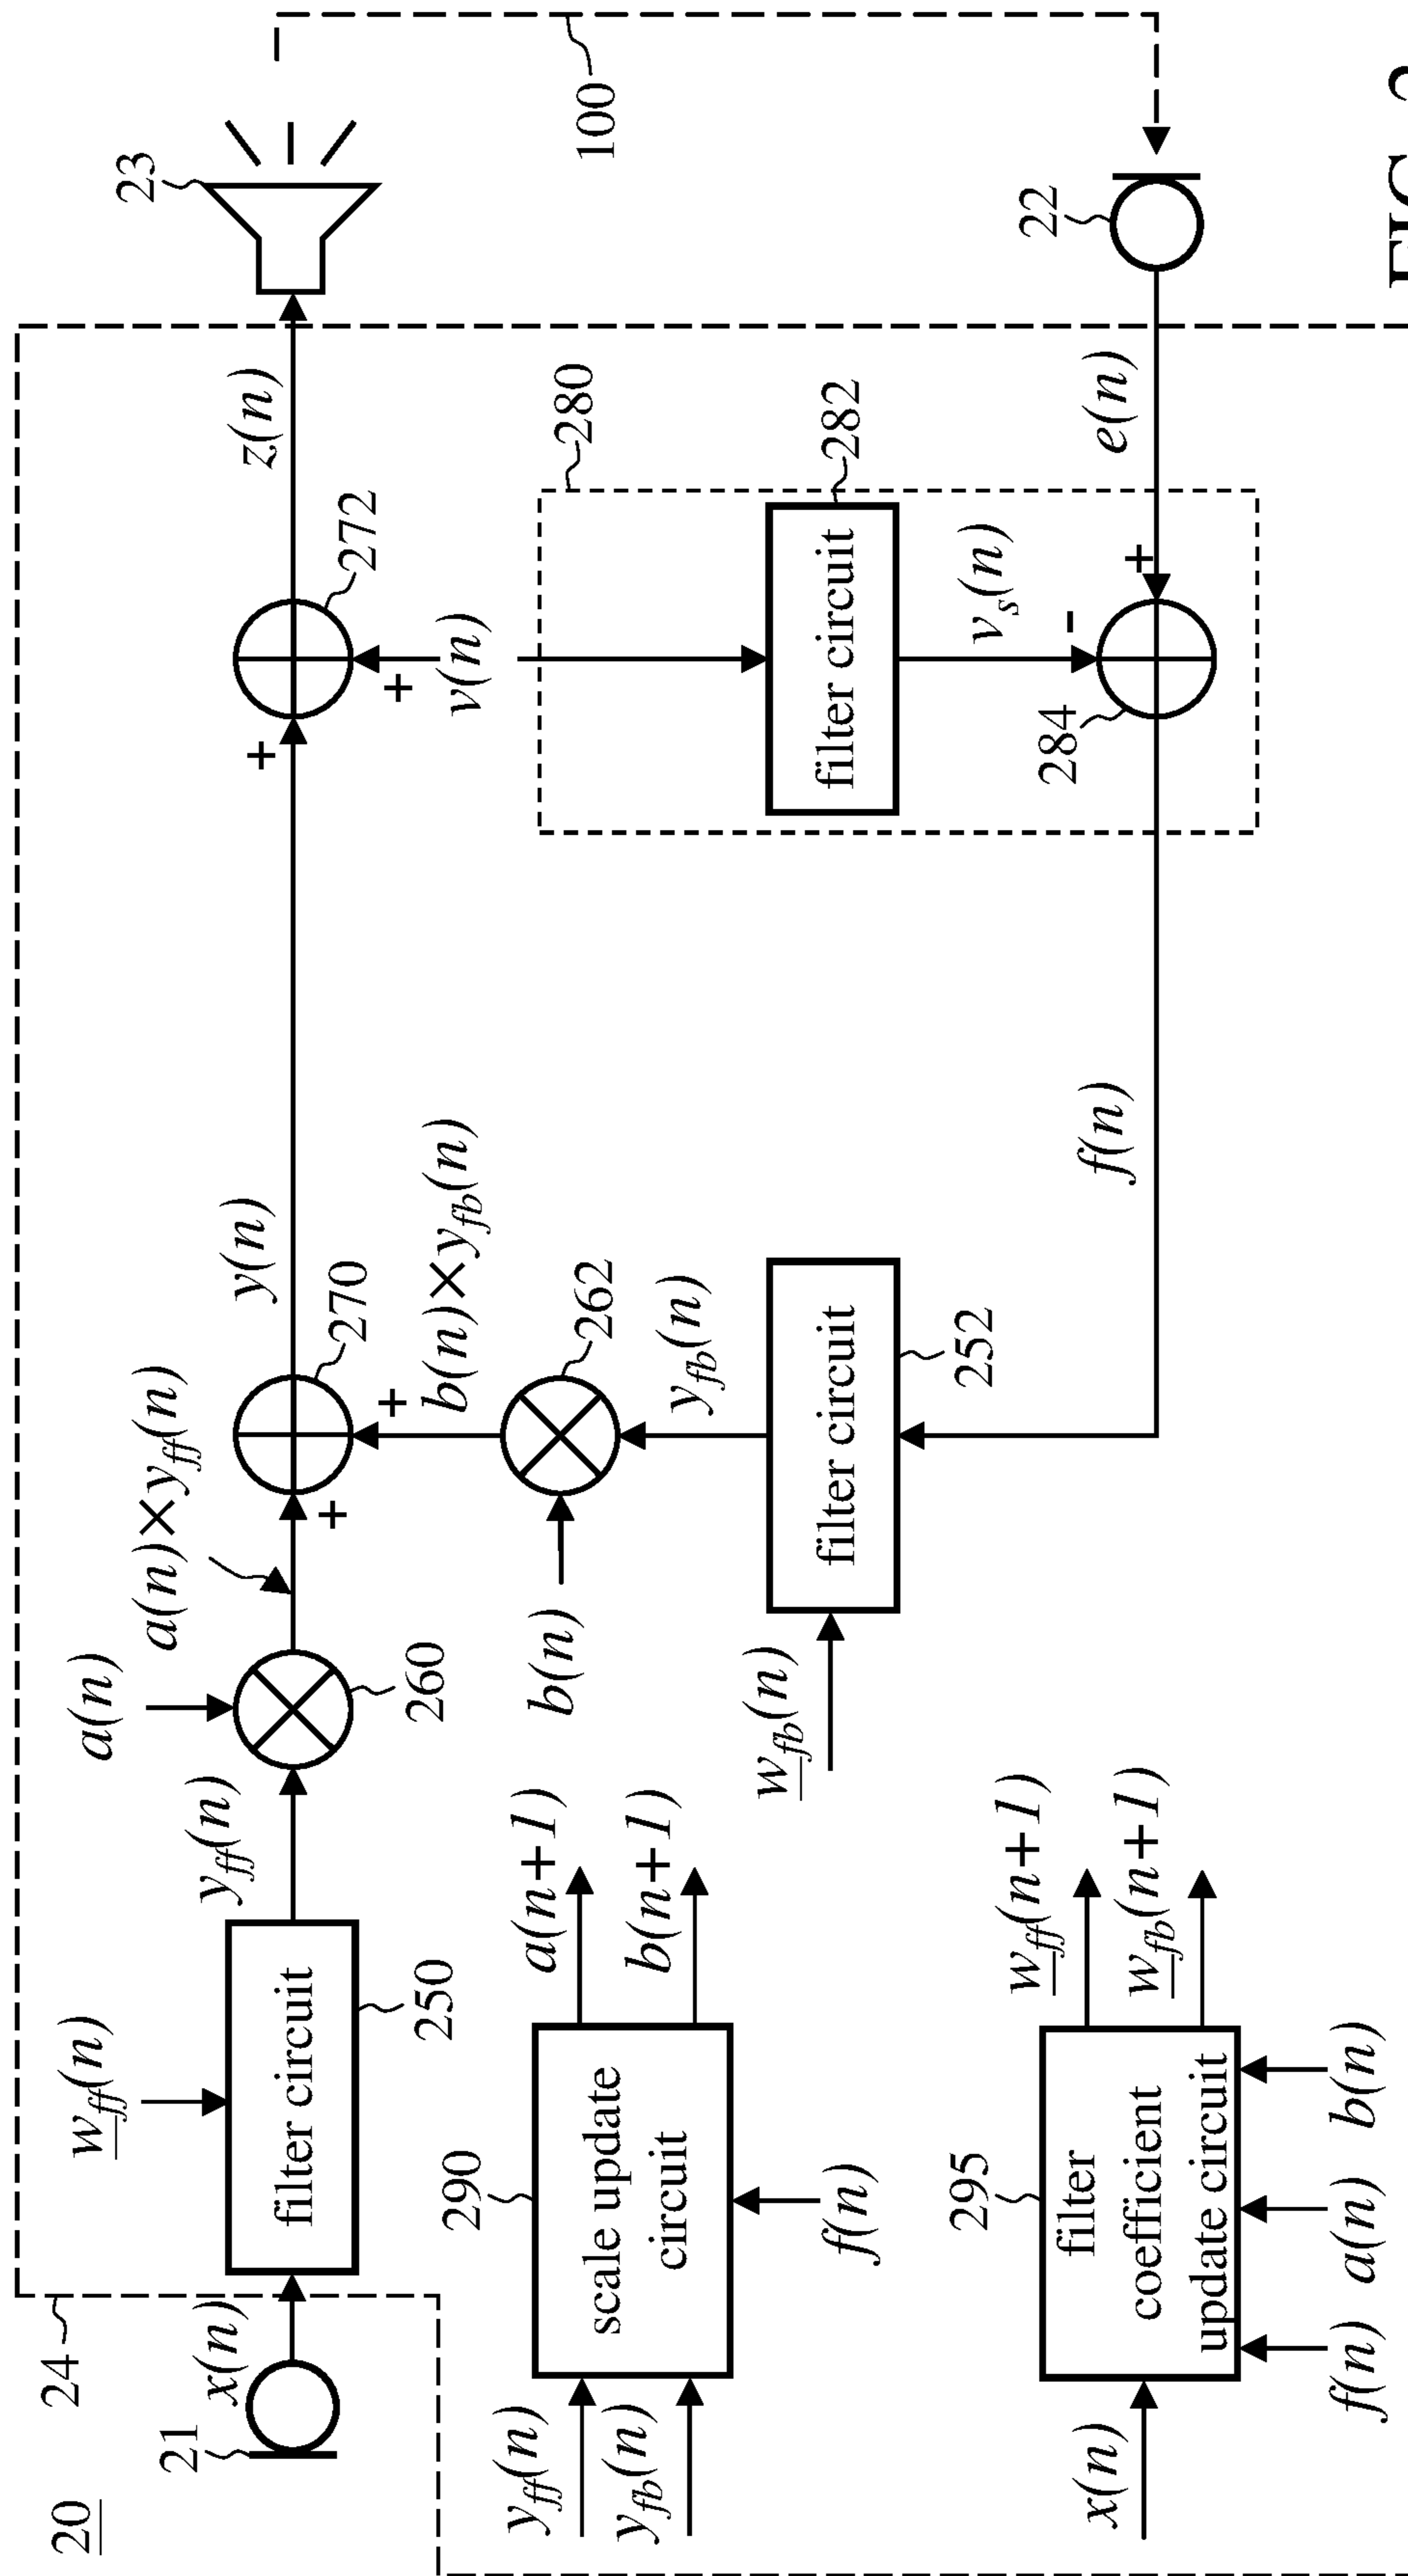 20
24
21
x(n)
w_ff(n)
filter circuit
250
y_ff(n)
a(n)
260
a(n)×y_ff(n)
+
270
y(n)
+
272
z(n)
23
100
+
b(n)×y_fb(n)
262
b(n)
y_fb(n)
w_fb(n)
filter circuit
252
+
v(n)
280
filter circuit
282
v_s(n)
-
+
284
e(n)
22
f(n)
y_ff(n)
y_fb(n)
290
scale update
circuit
f(n)
a(n+1)
b(n+1)
295
x(n)
filter
coefficient
update circuit
f(n) a(n) b(n)
w_ff(n+1)
w_fb(n+1)